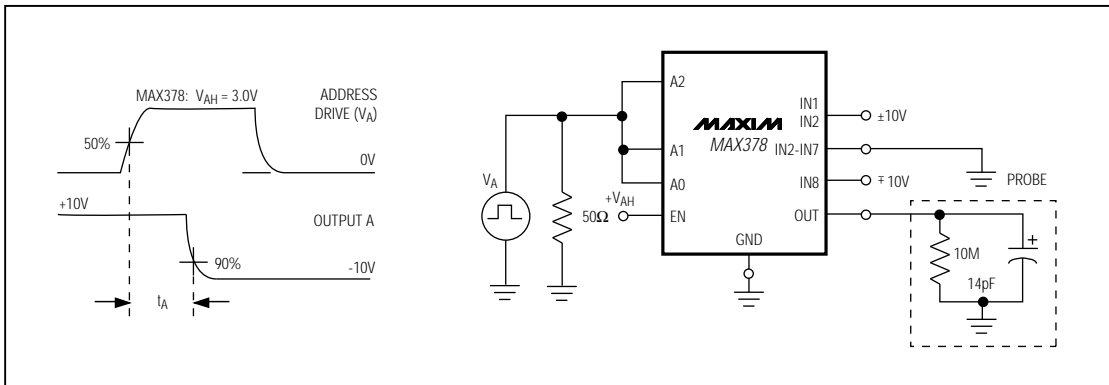 MAX378: VAH = 3.0V
ADDRESS
DRIVE (VA)
50%
0V
+10V
OUTPUT A
90%
-10V
tA
VA
50Ω
+VAH
A2
A1
A0
EN
MAXIM
MAX378
GND
IN1
IN2
IN2-IN7
IN8
OUT
±10V
∓10V
PROBE
10M
14pF